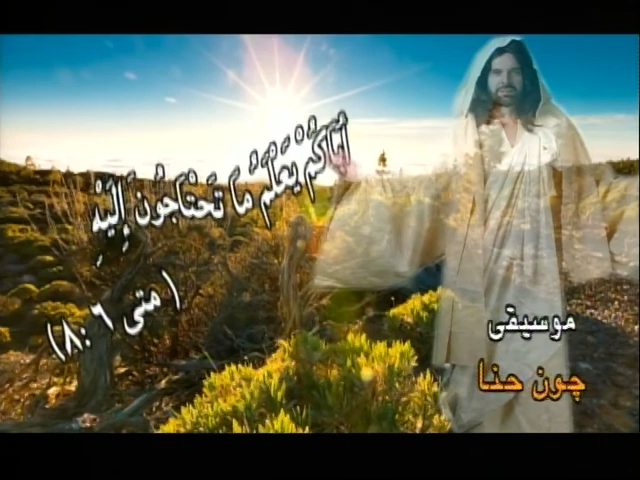 أَبَاكُمْ يَعْلَمُ مَا تَحْتَاجُونَ إِلَيْهِ
(متى ٦ :٨)
موسيقى
چون حنا